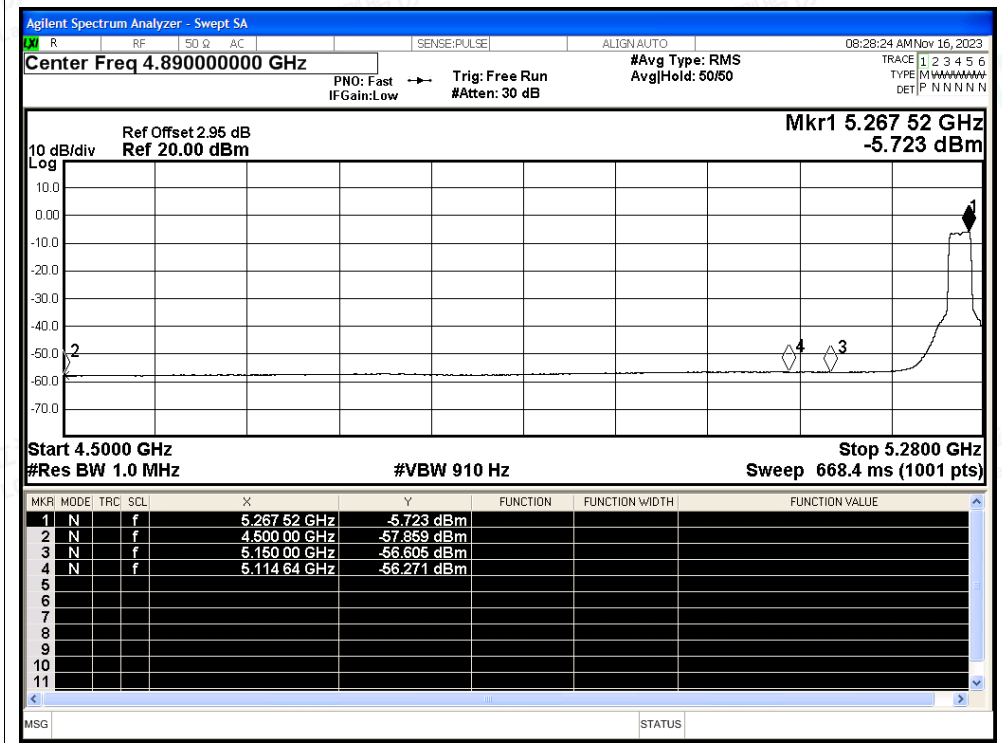 Agilent Spectrum Analyzer - Swept SA
LXI R RF 50 Ω AC SENSE:PULSE ALIGN AUTO 08:28:24 AM Nov 16, 2023
Center Freq 4.890000000 GHz
PNO: Fast
IFGain:Low
Trig: Free Run
#Atten: 30 dB
#Avg Type: RMS
Avg|Hold: 50/50
TRACE 1 2 3 4 5 6
TYPE M
DET P N N N N N
Mkr1 5.267 52 GHz
-5.723 dBm
Ref Offset 2.95 dB
10 dB/div Ref 20.00 dBm
Log
10.0
0.00
-10.0
-20.0
-30.0
-40.0
-50.0
-60.0
-70.0
1
2
4
3
Start 4.5000 GHz Stop 5.2800 GHz
#Res BW 1.0 MHz #VBW 910 Hz Sweep 668.4 ms (1001 pts)
MKR MODE TRC SCL X Y FUNCTION FUNCTION WIDTH FUNCTION VALUE
1 N f 5.267 52 GHz -5.723 dBm
2 N f 4.500 00 GHz -57.859 dBm
3 N f 5.150 00 GHz -56.605 dBm
4 N f 5.114 64 GHz -56.271 dBm
5
6
7
8
9
10
11
MSG STATUS